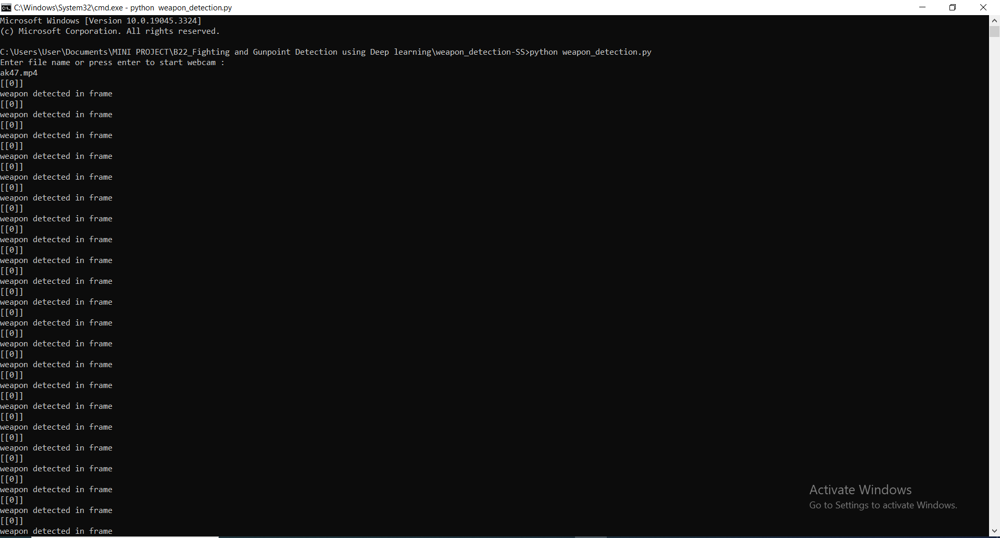 C:\Windows\System32\cmd.exe - python  weapon_detection.py
Microsoft Windows [Version 10.0.19045.3324]
(c) Microsoft Corporation. All rights reserved.
C:\Users\User\Documents\MINI PROJECT\B22_Fighting and Gunpoint Detection using Deep learning\weapon_detection-SS>python weapon_detection.py
Enter file name or press enter to start webcam :
ak47.mp4
[[0]]
weapon detected in frame
[[0]]
weapon detected in frame
[[0]]
weapon detected in frame
[[0]]
weapon detected in frame
[[0]]
weapon detected in frame
[[0]]
weapon detected in frame
[[0]]
weapon detected in frame
[[0]]
weapon detected in frame
[[0]]
weapon detected in frame
[[0]]
weapon detected in frame
[[0]]
weapon detected in frame
[[0]]
weapon detected in frame
[[0]]
weapon detected in frame
[[0]]
weapon detected in frame
[[0]]
weapon detected in frame
[[0]]
weapon detected in frame
[[0]]
weapon detected in frame
[[0]]
weapon detected in frame
[[0]]
weapon detected in frame
[[0]]
weapon detected in frame
[[0]]
weapon detected in frame
[[0]]
weapon detected in frame
Activate Windows
Go to Settings to activate Windows.